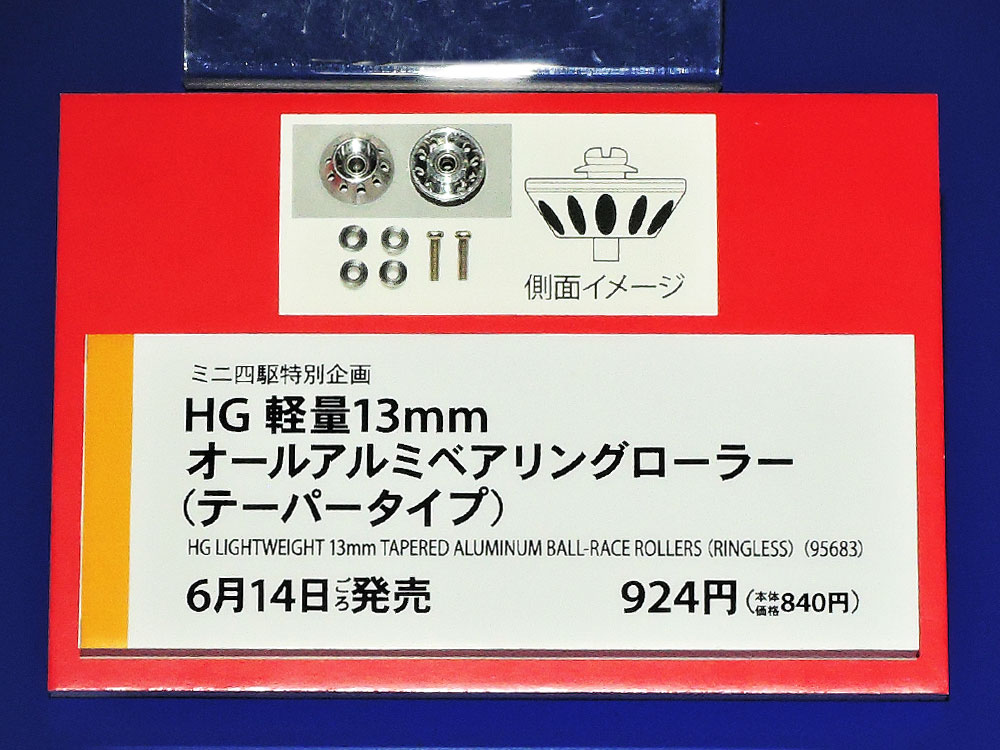 側面イメージ
ミニ四駆特別企画
HG 軽量13mm
オールアルミベアリングローラー
(テーパータイプ)
HG LIGHTWEIGHT 13mm TAPERED ALUMINUM BALL-RACE ROLLERS (RINGLESS) (95683)
6月14日ごろ発売 924円(本体価格840円)